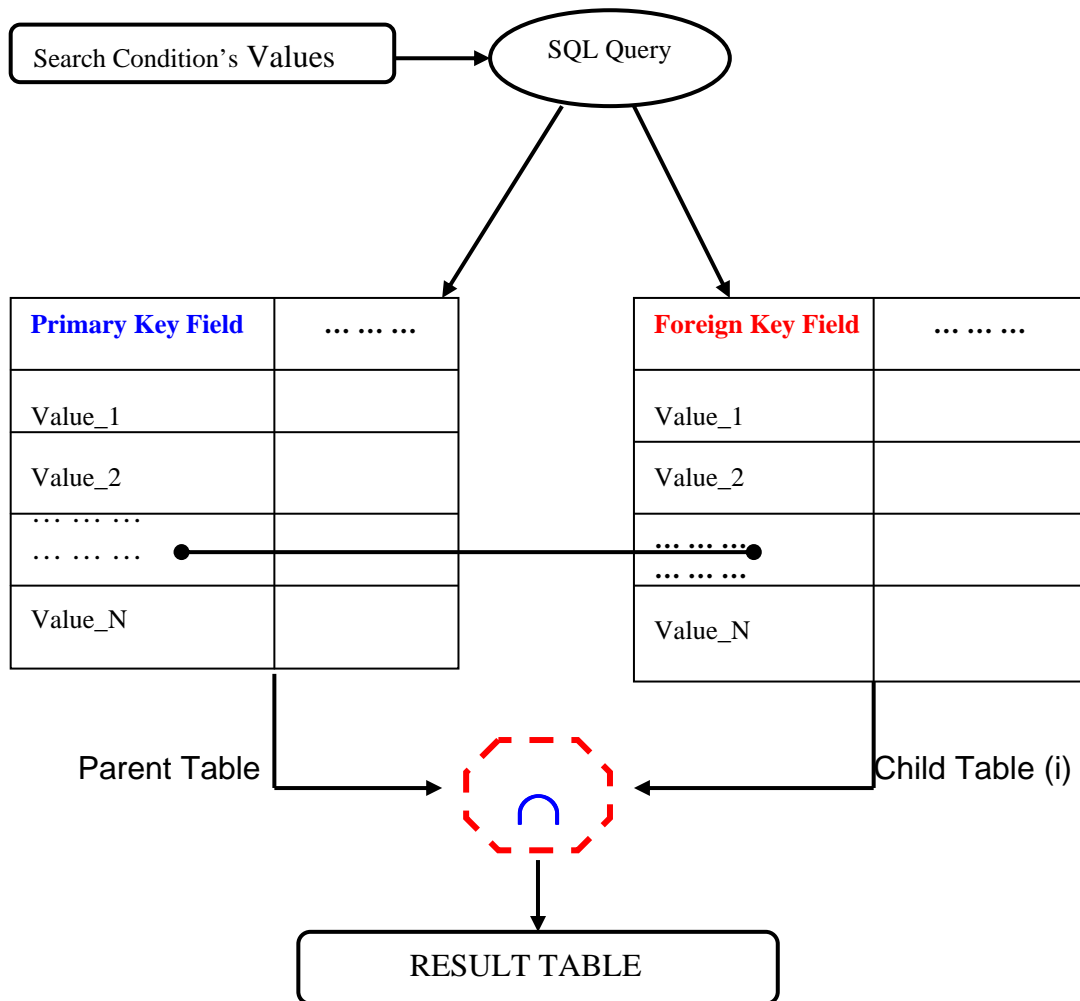 Search Condition’s Values
SQL Query
Primary Key Field
... ... ...
Foreign Key Field
... ... ...
Value_1
Value_1
Value_2
Value_2
... ... ...
... ... ...
... ... ...
... ... ...
Value_N
Value_N
Parent Table
Child Table (i)
∩
RESULT TABLE